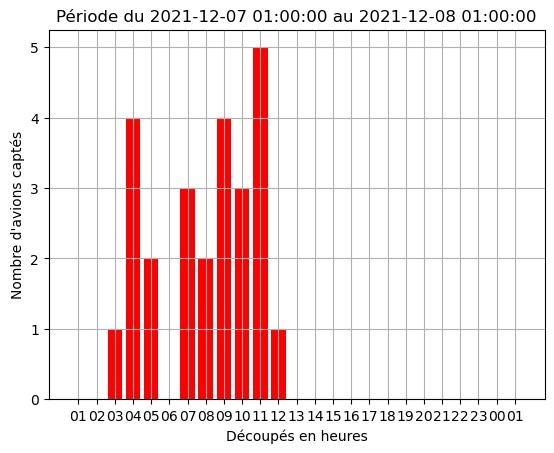 Période du 2021-12-07 01:00:00 au 2021-12-08 01:00:00
Nombre d'avions captés
5
4
3
2
1
0
01 02 03 04 05 06 07 08 09 10 11 12 13 14 15 16 17 18 19 20 21 22 23 00 01
Découpés en heures